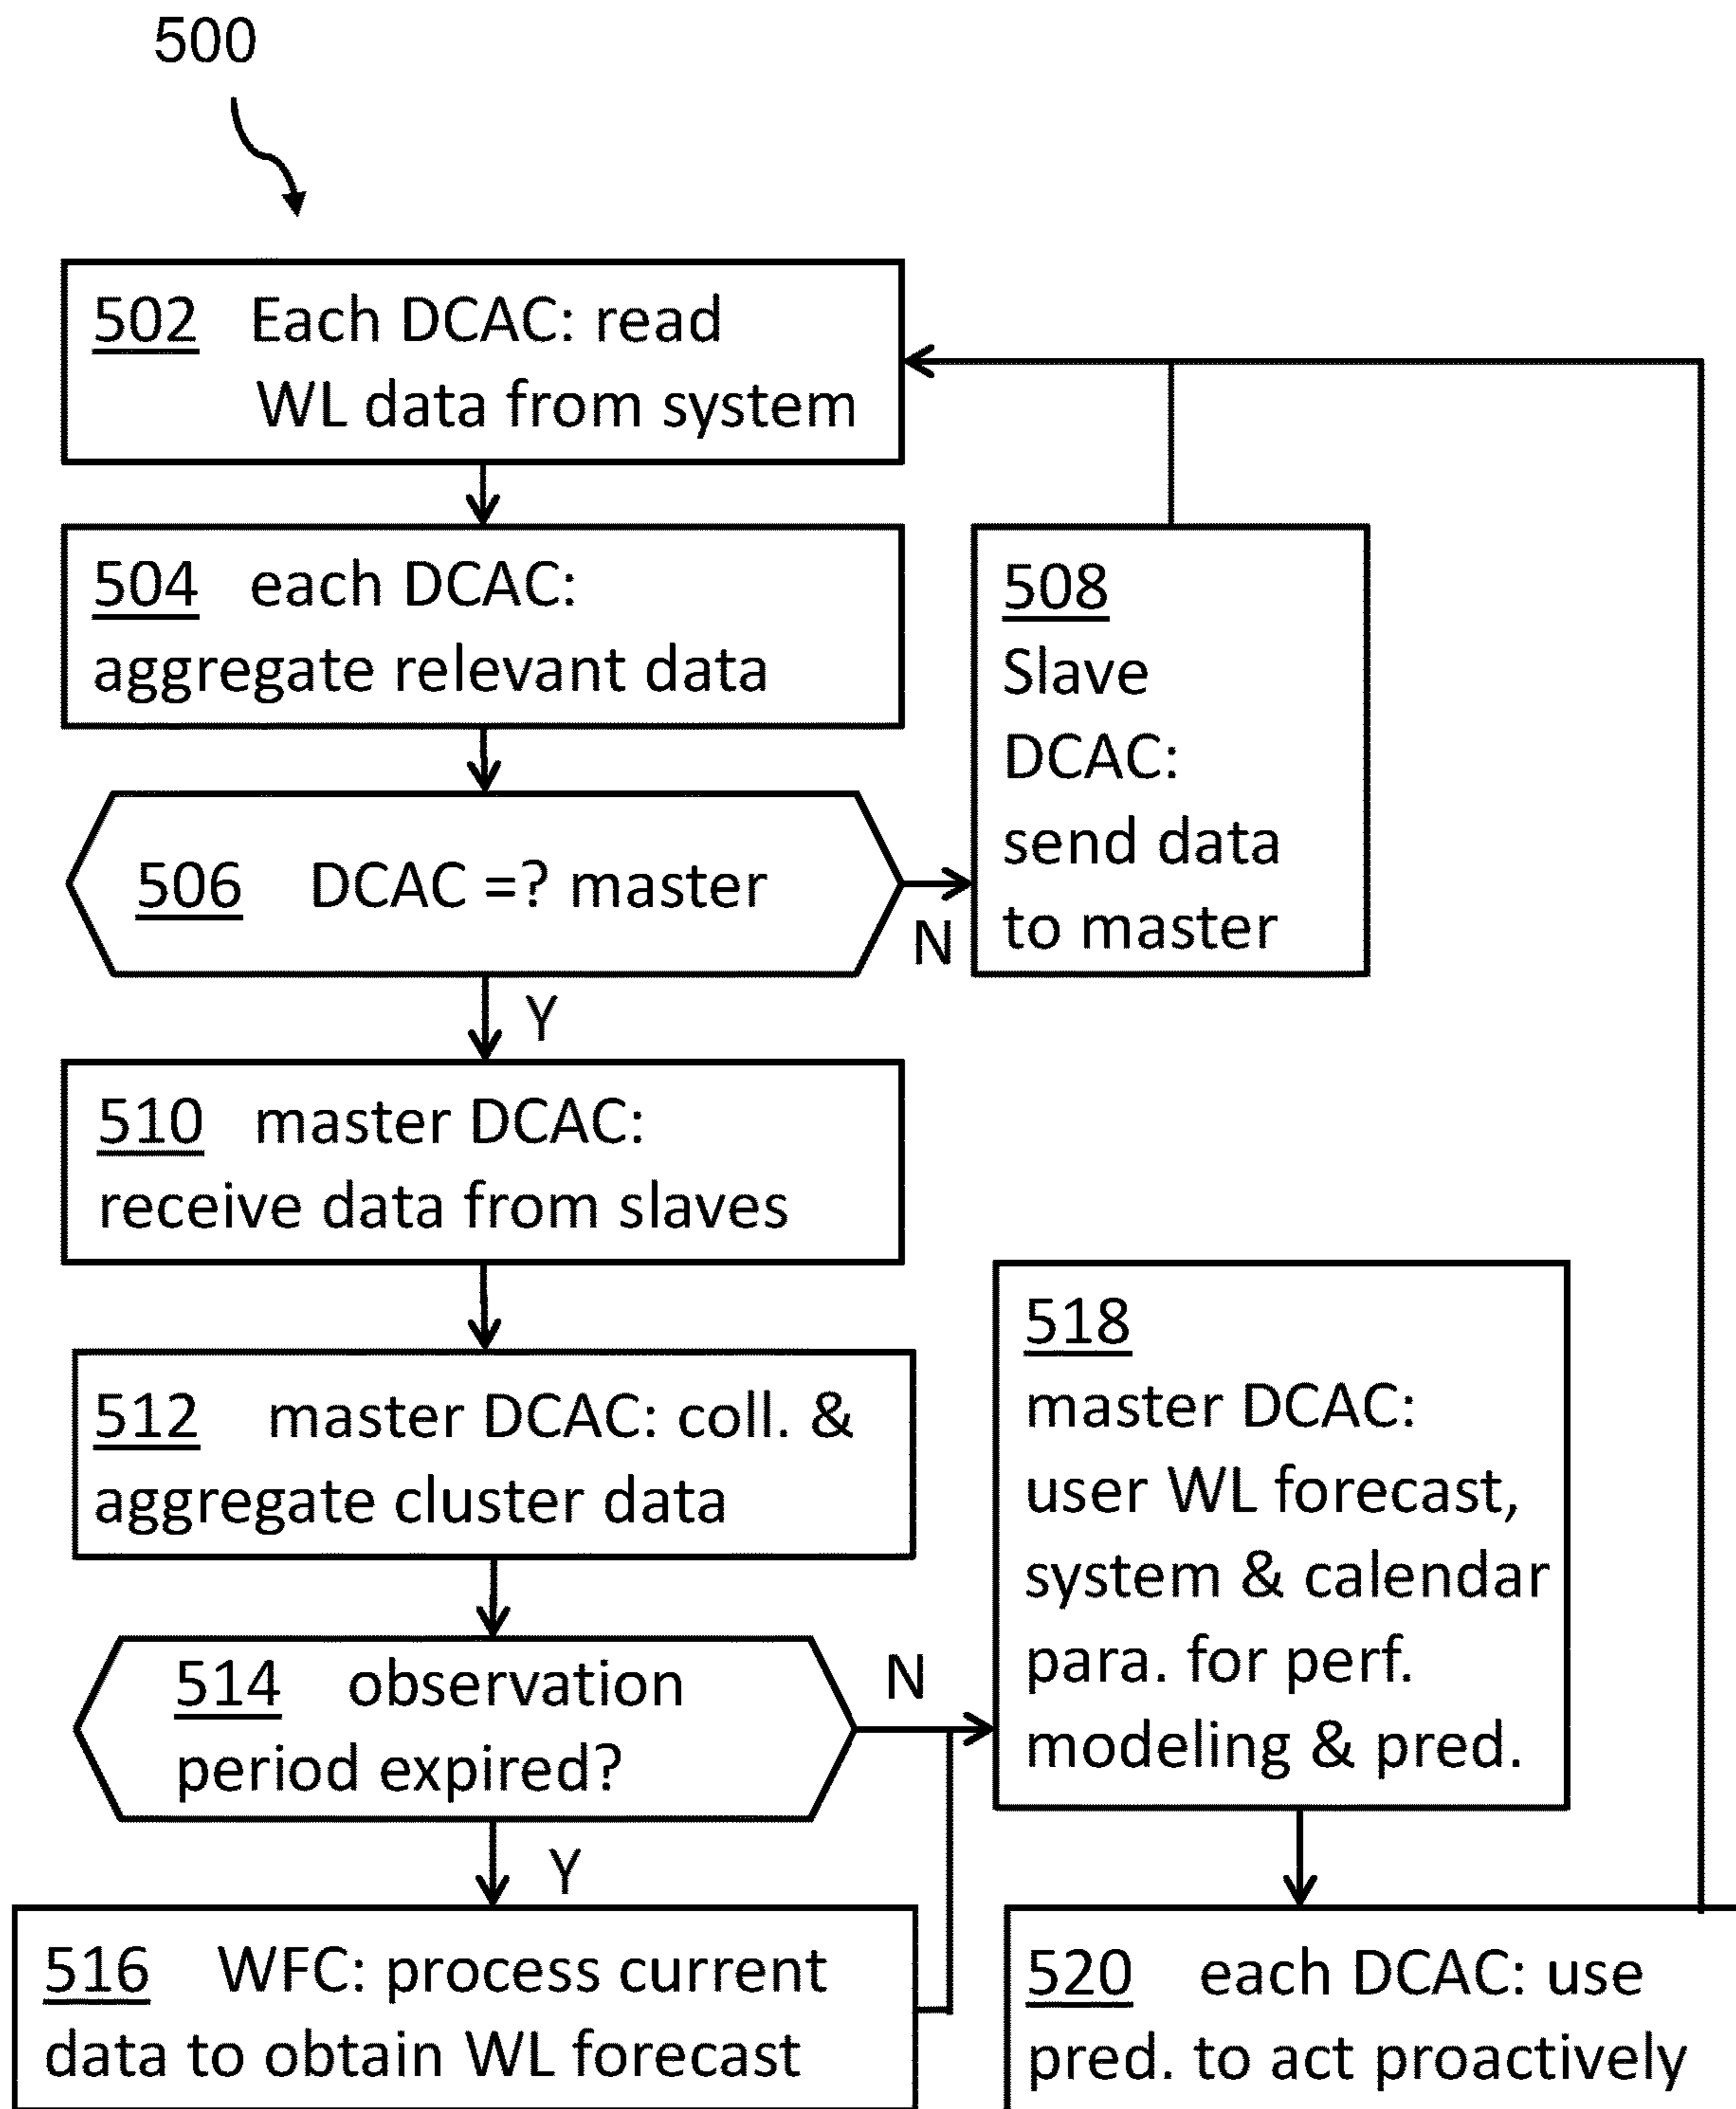 500
502 Each DCAC: read
WL data from system
504 each DCAC:
aggregate relevant data
506 DCAC =? master
N
508
Slave
DCAC:
send data
to master
Y
510 master DCAC:
receive data from slaves
512 master DCAC: coll. &
aggregate cluster data
514 observation
period expired?
N
Y
516 WFC: process current
data to obtain WL forecast
518
master DCAC:
user WL forecast,
system & calendar
para. for perf.
modeling & pred.
520 each DCAC: use
pred. to act proactively